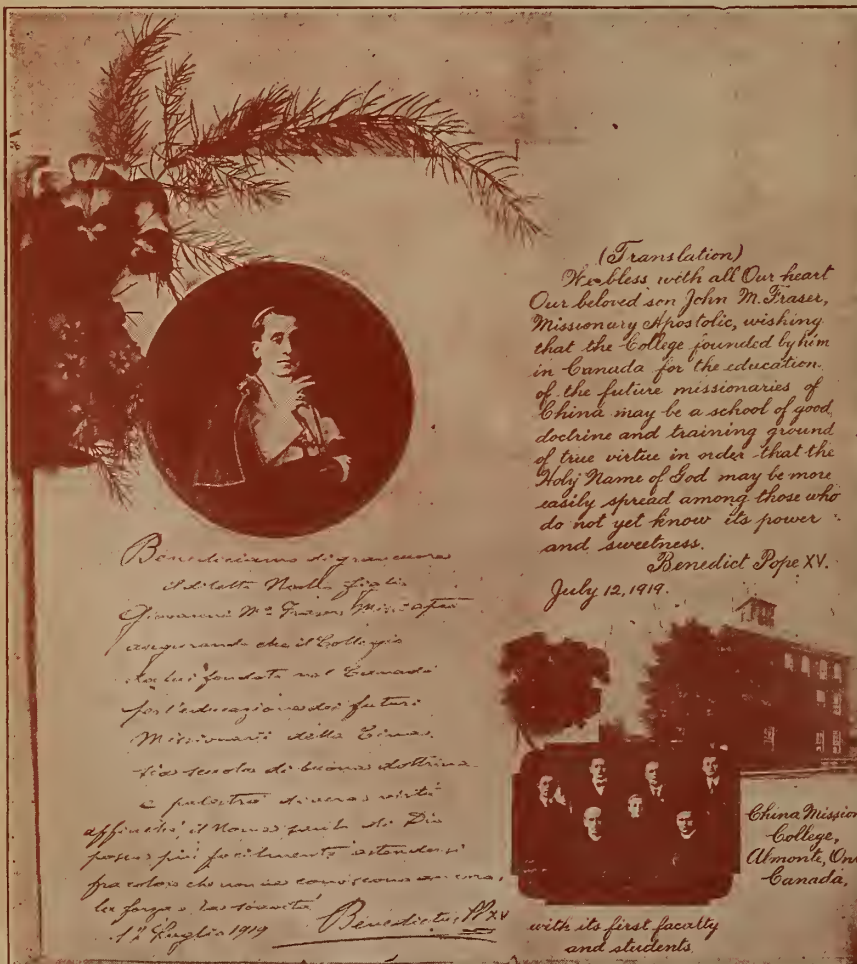 Benediciamo di gran cuore
il diletto Nostro figlio
Giovanni Mª Fraser, Miss.
augurando che il Collegio
da lui fondato nel Canadà
per l'educazione dei futuri
Missionarii della Cina
sia scuola di buona dottrina
e palestra di vera virtù
affinchè il Nome santo di Dio
possa più facilmente estendersi
fra coloro che non ne conoscono ancora
la forza e la soavità
12 Luglio 1919 Benedictus PP XV
(Translation)
We bless with all Our heart
Our beloved son John M. Fraser,
Missionary Apostolic, wishing
that the College founded by him
in Canada for the education
of the future missionaries of
China may be a school of good
doctrine and training ground
of true virtue in order that the
Holy Name of God may be more
easily spread among those who
do not yet know its power
and sweetness.
Benedict Pope XV.
July 12, 1919.
China Mission
College,
Almonte, Ont
Canada,
with its first faculty
and students.